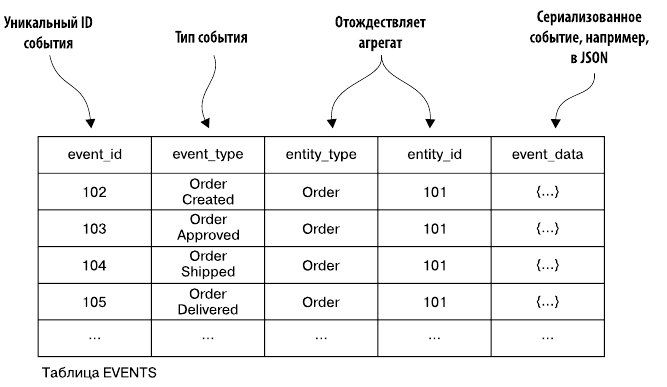 Уникальный ID
события
Тип события
Отождествляет
агрегат
Сериализованное
событие, например,
в JSON
event_id event_type entity_type entity_id event_data
102 Order Created Order 101 {...}
103 Order Approved Order 101 {...}
104 Order Shipped Order 101 {...}
105 Order Delivered Order 101 {...}
... ... ... ... ...
Таблица EVENTS